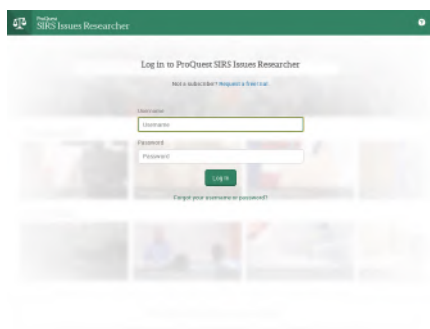 ProQuest
SIRS Issues Researcher
Log in to ProQuest SIRS Issues Researcher
Not a subscriber? Request a free trial.
Username
Username
Password
Password
Log in
Forgot your username or password?